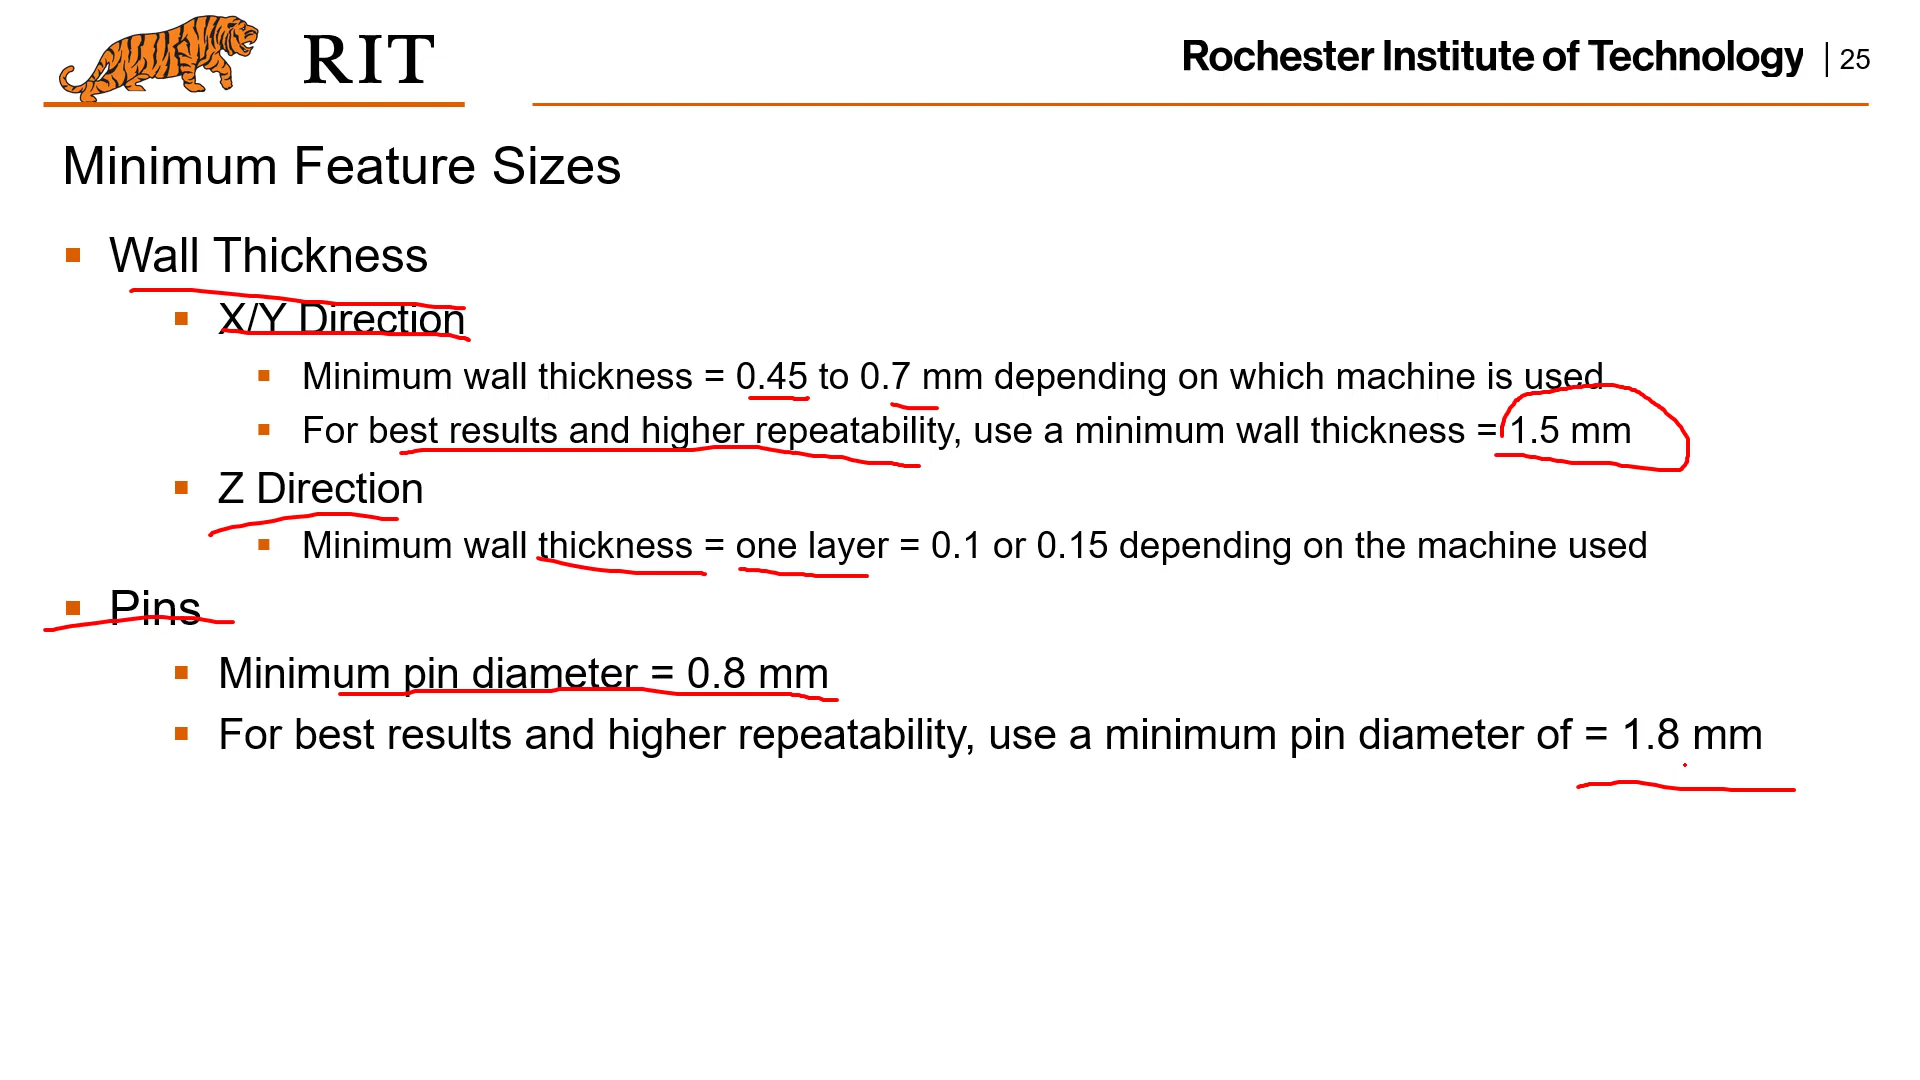 RIT
Rochester Institute of Technology | 25
Minimum Feature Sizes
Wall Thickness
X/Y Direction
Minimum wall thickness = 0.45 to 0.7 mm depending on which machine is used
For best results and higher repeatability, use a minimum wall thickness = 1.5 mm
Z Direction
Minimum wall thickness = one layer = 0.1 or 0.15 depending on the machine used
Pins
Minimum pin diameter = 0.8 mm
For best results and higher repeatability, use a minimum pin diameter of = 1.8 mm